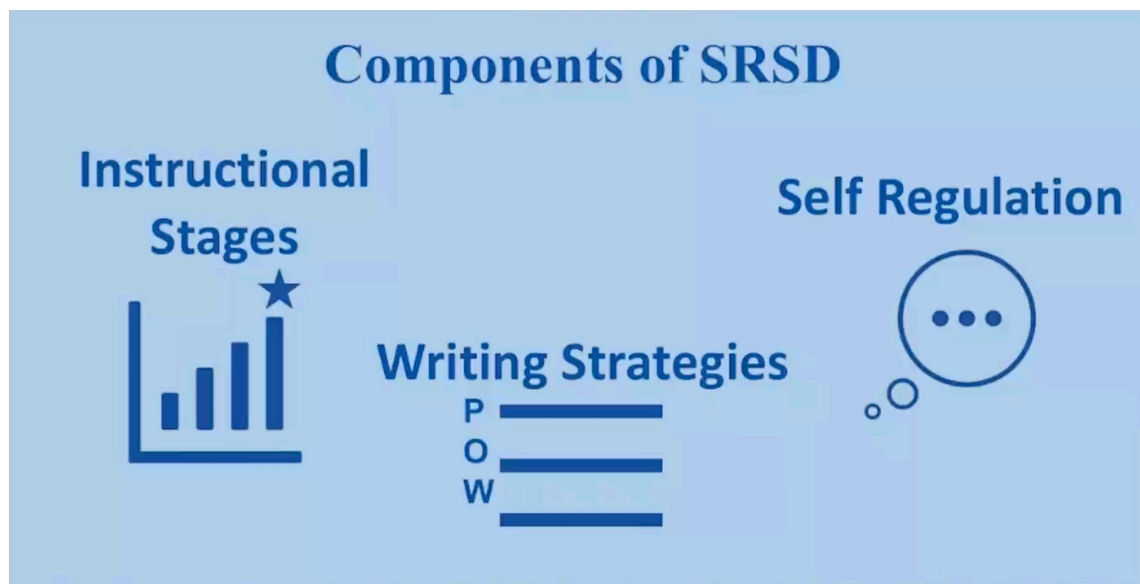 Components of SRSD
Instructional
Stages
Self Regulation
Writing Strategies
P
O
W